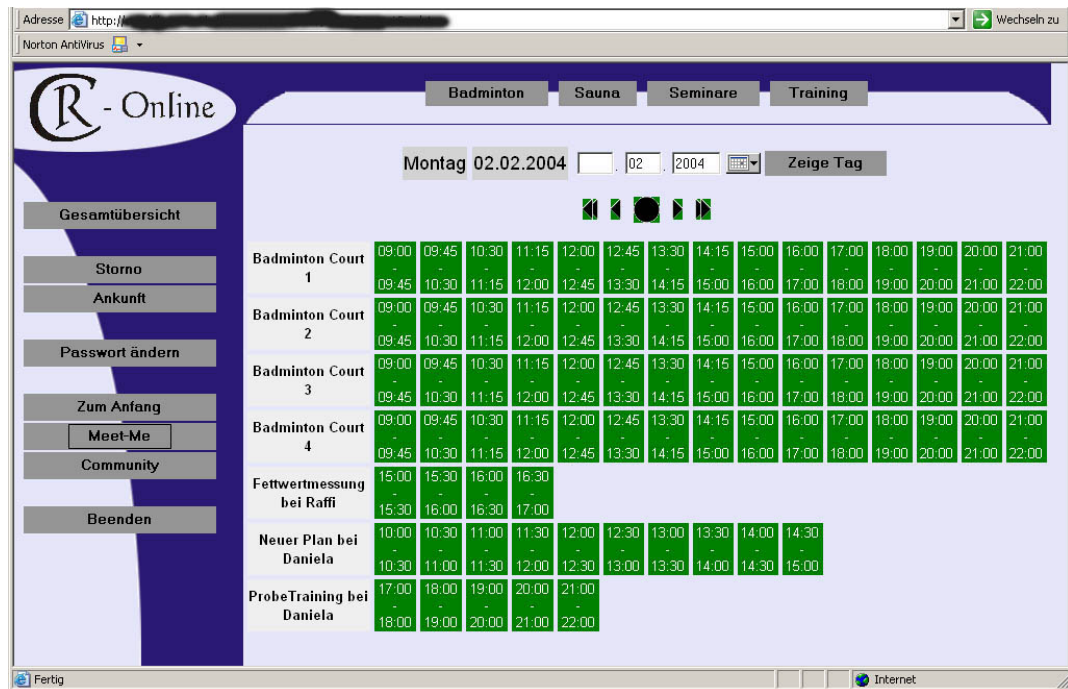 Adresse http:// Wechseln zu
Norton AntiVirus
CR - Online
Badminton Sauna Seminare Training
Montag 02.02.2004 . 02 . 2004 Zeige Tag
Gesamtübersicht
Storno
Ankunft
Passwort ändern
Zum Anfang
Meet-Me
Community
Beenden
Badminton Court 09:00 09:45 10:30 11:15 12:00 12:45 13:30 14:15 15:00 16:00 17:00 18:00 19:00 20:00 21:00
1 - - - - - - - - - - - - - - -
09:45 10:30 11:15 12:00 12:45 13:30 14:15 15:00 16:00 17:00 18:00 19:00 20:00 21:00 22:00
Badminton Court 09:00 09:45 10:30 11:15 12:00 12:45 13:30 14:15 15:00 16:00 17:00 18:00 19:00 20:00 21:00
2 - - - - - - - - - - - - - - -
09:45 10:30 11:15 12:00 12:45 13:30 14:15 15:00 16:00 17:00 18:00 19:00 20:00 21:00 22:00
Badminton Court 09:00 09:45 10:30 11:15 12:00 12:45 13:30 14:15 15:00 16:00 17:00 18:00 19:00 20:00 21:00
3 - - - - - - - - - - - - - - -
09:45 10:30 11:15 12:00 12:45 13:30 14:15 15:00 16:00 17:00 18:00 19:00 20:00 21:00 22:00
Badminton Court 09:00 09:45 10:30 11:15 12:00 12:45 13:30 14:15 15:00 16:00 17:00 18:00 19:00 20:00 21:00
4 - - - - - - - - - - - - - - -
09:45 10:30 11:15 12:00 12:45 13:30 14:15 15:00 16:00 17:00 18:00 19:00 20:00 21:00 22:00
Fettwertmessung 15:00 15:30 16:00 16:30
bei Raffi - - - -
15:30 16:00 16:30 17:00
Neuer Plan bei 10:00 10:30 11:00 11:30 12:00 12:30 13:00 13:30 14:00 14:30
Daniela - - - - - - - - - -
10:30 11:00 11:30 12:00 12:30 13:00 13:30 14:00 14:30 15:00
ProbeTraining bei 17:00 18:00 19:00 20:00 21:00
Daniela - - - - -
18:00 19:00 20:00 21:00 22:00
Fertig Internet